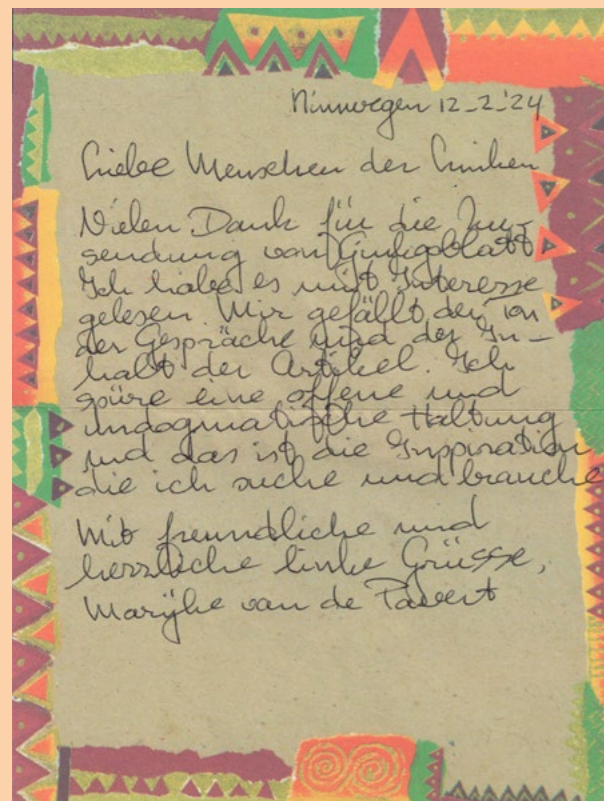 Nimwegen 12-2-'24
Liebe Menschen der Linken
Vielen Dank für die Zu-
sendung von Ginkgoblatt
Ich habe es mit Interesse
gelesen. Mir gefällt der Ton
der Gespräche und der In-
halt der Artikel. Ich
spüre eine offene und
undogmatische Haltung
und das ist die Inspiration
die ich suche und brauche
Mit freundliche und
herzliche linke Grüsse,
Marijke van de Pavert